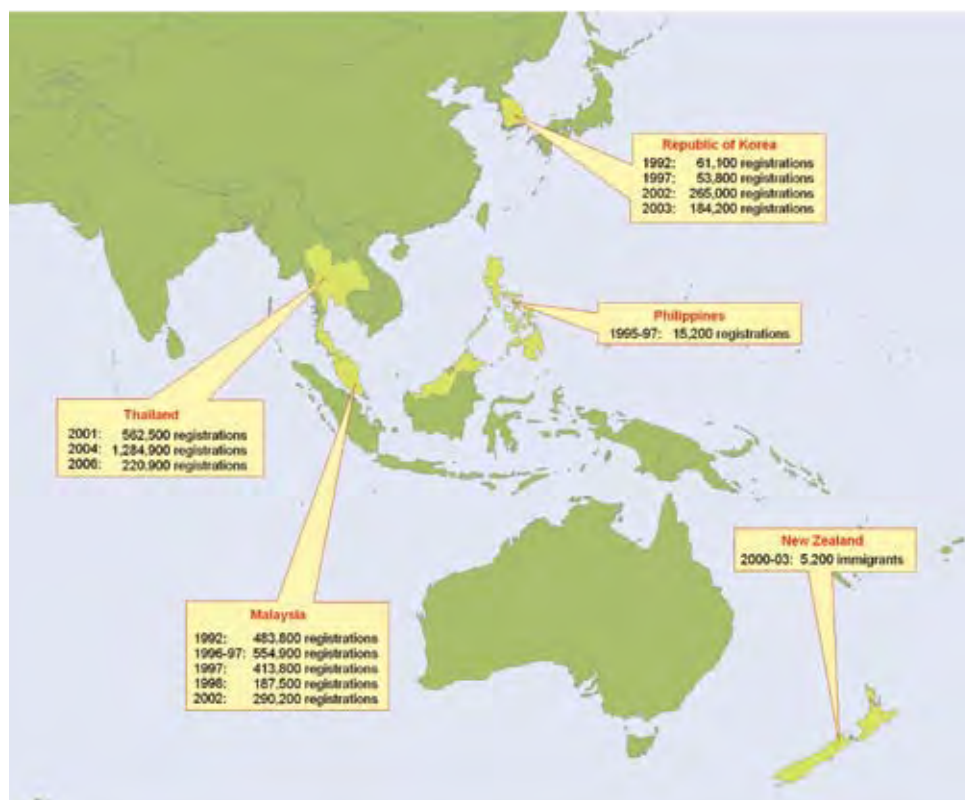 Republic of Korea
1992: 61,100 registrations
1997: 53,800 registrations
2002: 265,000 registrations
2003: 184,200 registrations
Philippines
1995-97: 15,200 registrations
Thailand
2001: 562,500 registrations
2004: 1,284,900 registrations
2006: 220,900 registrations
New Zealand
2000-03: 5,200 immigrants
Malaysia
1992: 483,800 registrations
1996-97: 554,900 registrations
1997: 413,800 registrations
1998: 187,500 registrations
2002: 290,200 registrations